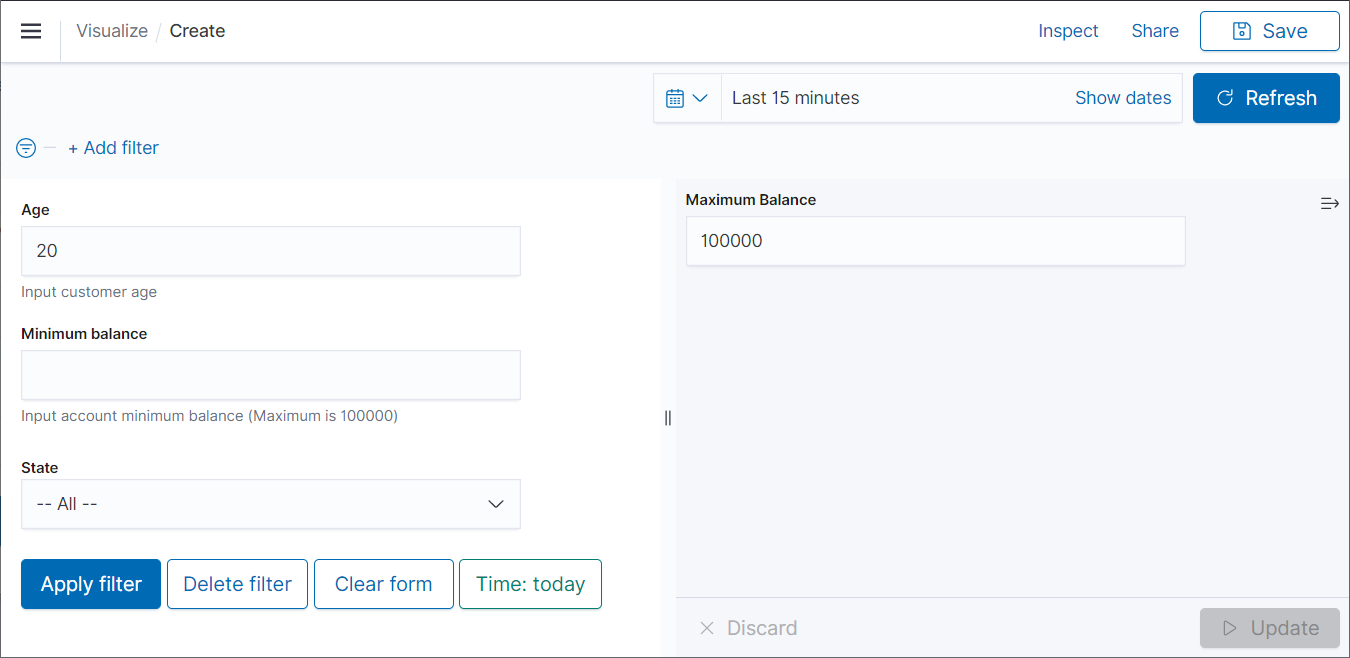 Visualize / Create
Inspect
Share
Save
Last 15 minutes
Show dates
Refresh
+ Add filter
Age
20
Input customer age
Minimum balance
Input account minimum balance (Maximum is 100000)
State
-- All --
Apply filter
Delete filter
Clear form
Time: today
Maximum Balance
100000
Discard
Update